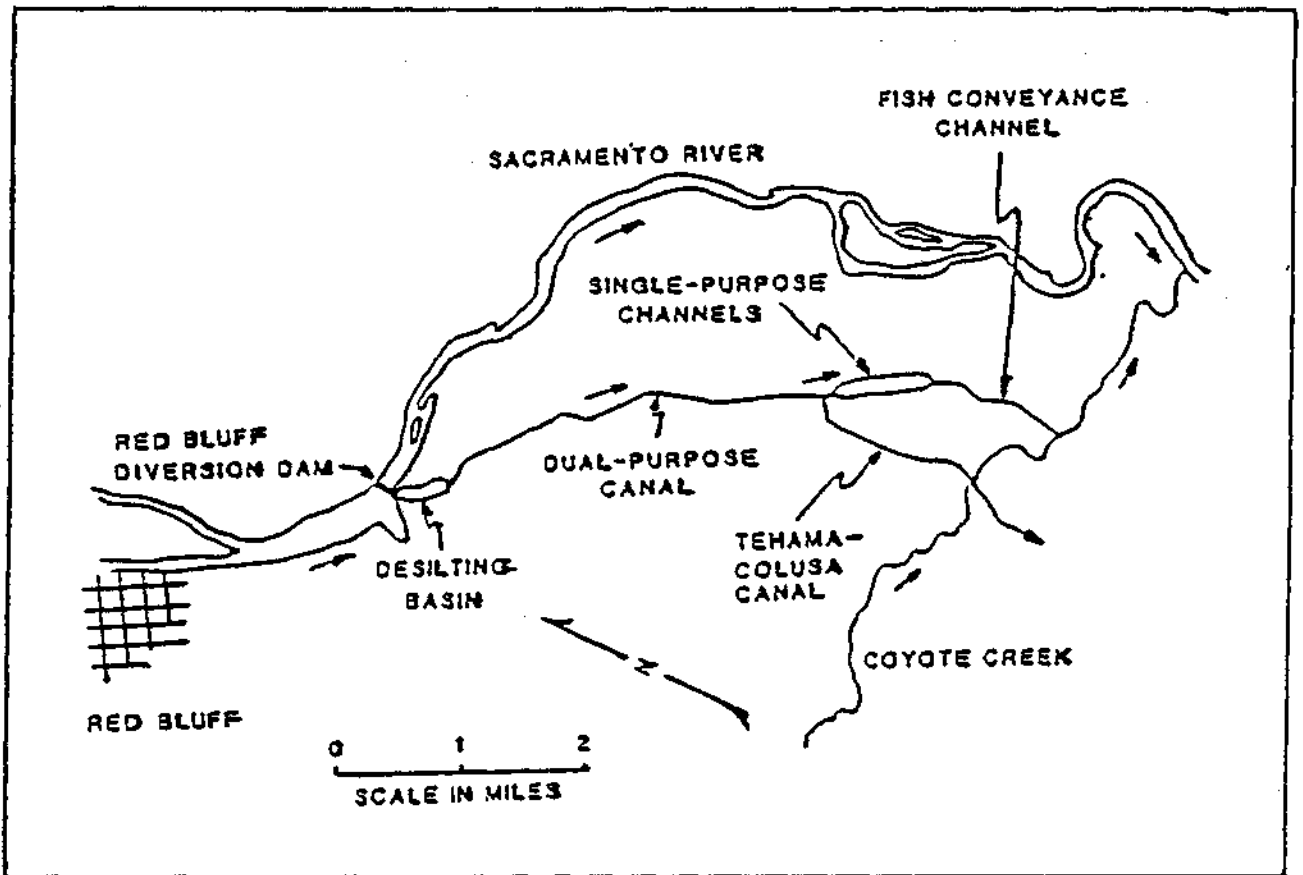 FISH CONVEYANCE
CHANNEL
SACRAMENTO RIVER
SINGLE-PURPOSE
CHANNELS
RED BLUFF
DIVERSION DAM
DUAL-PURPOSE
CANAL
DESILTING
BASIN
TEHAMA-
COLUSA
CANAL
COYOTE CREEK
N
RED BLUFF
0 1 2
SCALE IN MILES